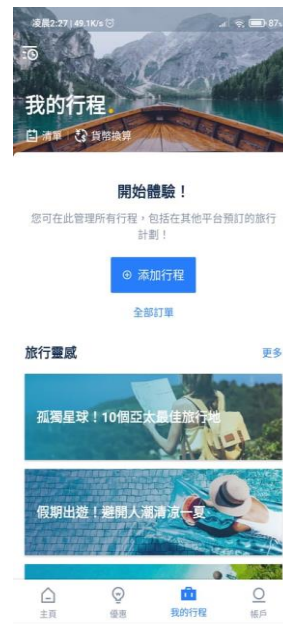 凌晨2:27 | 49.1K/s
87%
我的行程.
清單 | 貨幣換算
開始體驗！
您可在此管理所有行程，包括在其他平台預訂的旅行
計劃！
添加行程
全部訂單
旅行靈感 更多
孤獨星球！10個亞太最佳旅行地
假期出遊！避開人潮清涼一夏
主頁 優惠 我的行程 帳戶